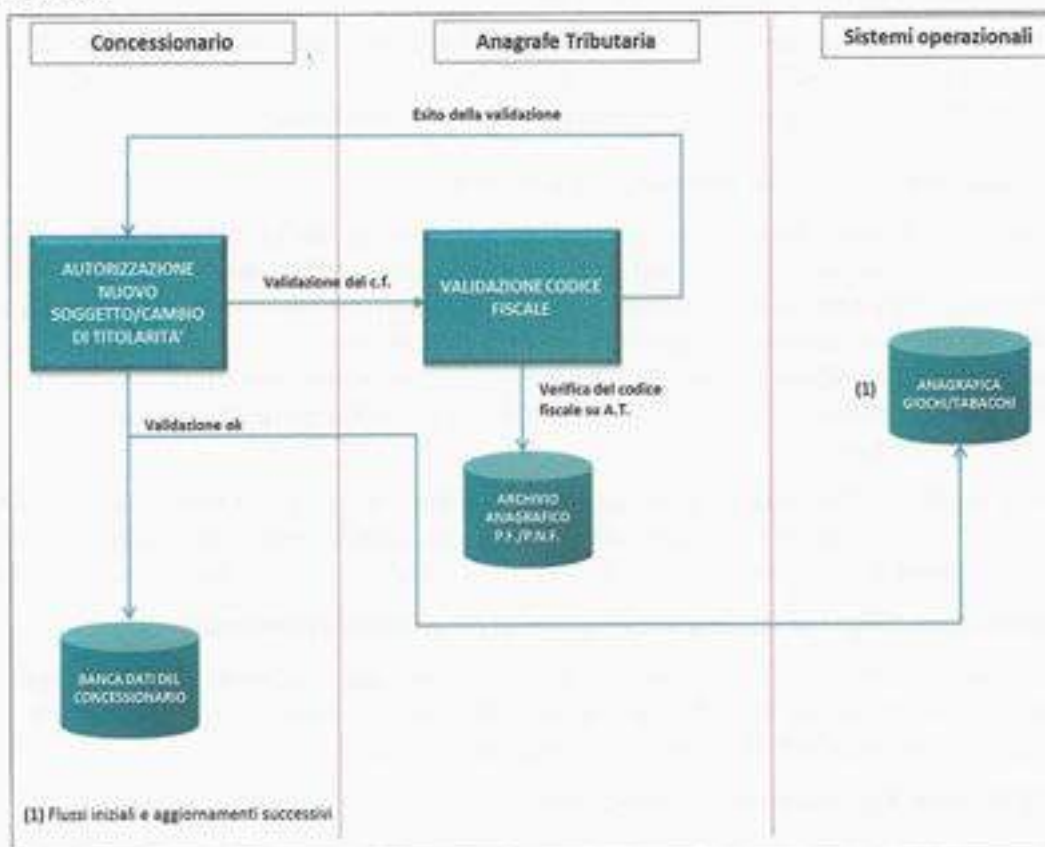 Concessionario
Anagrafe Tributaria
Sistemi operazionali
Esito della validazione
AUTORIZZAZIONE
NUOVO
SOGGETTO/CAMBIO
DI TITOLARITA'
Validazione del c.f.
VALIDAZIONE CODICE
FISCALE
Verifica del codice
fiscale su A.T.
(1)
ANAGRAFICA
GIOCHI/TABACCHI
Validazione ok
ARCHIVIO
ANAGRAFICO
P.F./P.N.F.
BANCA DATI DEL
CONCESSIONARIO
(1) Flussi iniziali e aggiornamenti successivi